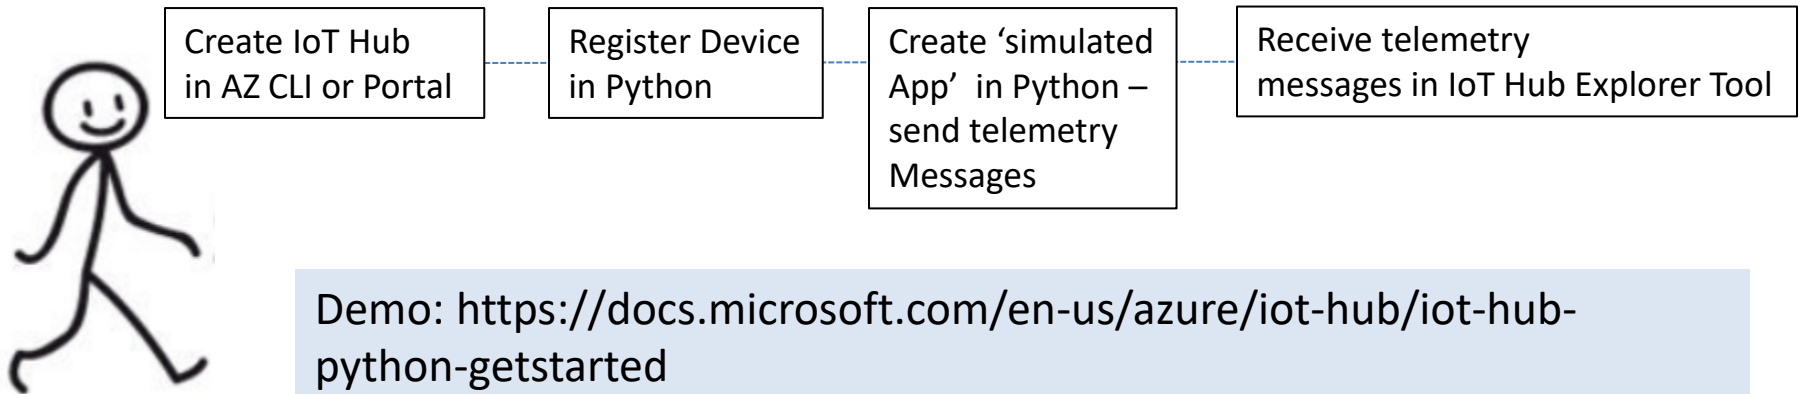 Create IoT Hub
in AZ CLI or Portal
Register Device
in Python
Create ‘simulated
App’ in Python –
send telemetry
Messages
Receive telemetry
messages in IoT Hub Explorer Tool
Demo: https://docs.microsoft.com/en-us/azure/iot-hub/iot-hub-
python-getstarted